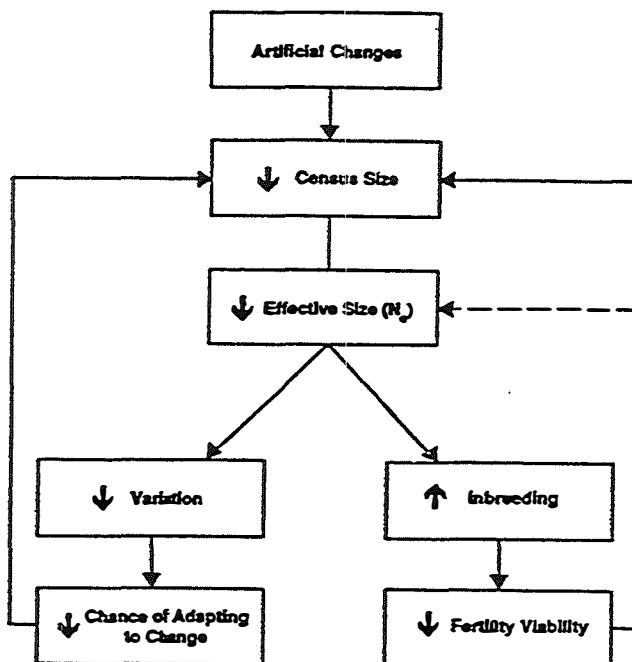 Artificial Changes
↓ Census Size
↓ Effective Size (Nₑ)
↓ Variation
↑ Inbreeding
↓ Chance of Adapting
to Change
↓ Fertility Viability